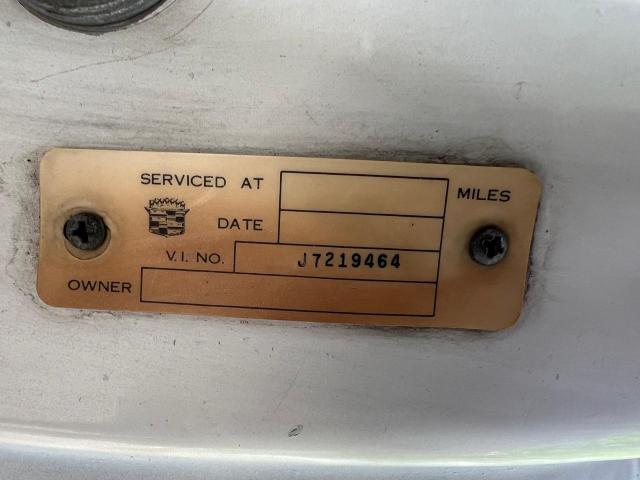 SERVICED AT MILES
DATE
V.I. NO. J7219464
OWNER